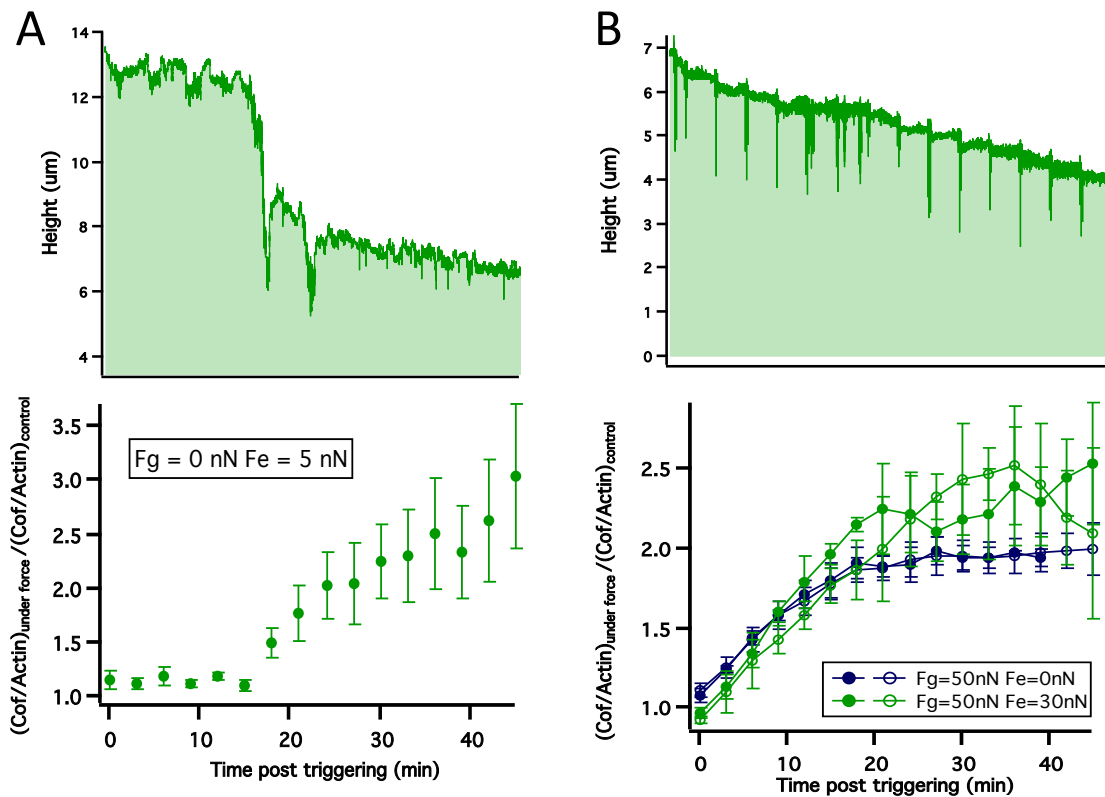 A
B
14
12
10
8
6
4
Height (um)
7
6
5
4
3
2
1
0
Height (um)
3.5
3.0
2.5
2.0
1.5
1.0
(Cof/Actin)under force /(Cof/Actin)control
Fg = 0 nN Fe = 5 nN
0 10 20 30 40
Time post triggering (min)
2.5
2.0
1.5
1.0
(Cof/Actin)under force /(Cof/Actin)control
Fg=50nN Fe=0nN
Fg=50nN Fe=30nN
0 10 20 30 40
Time post triggering (min)